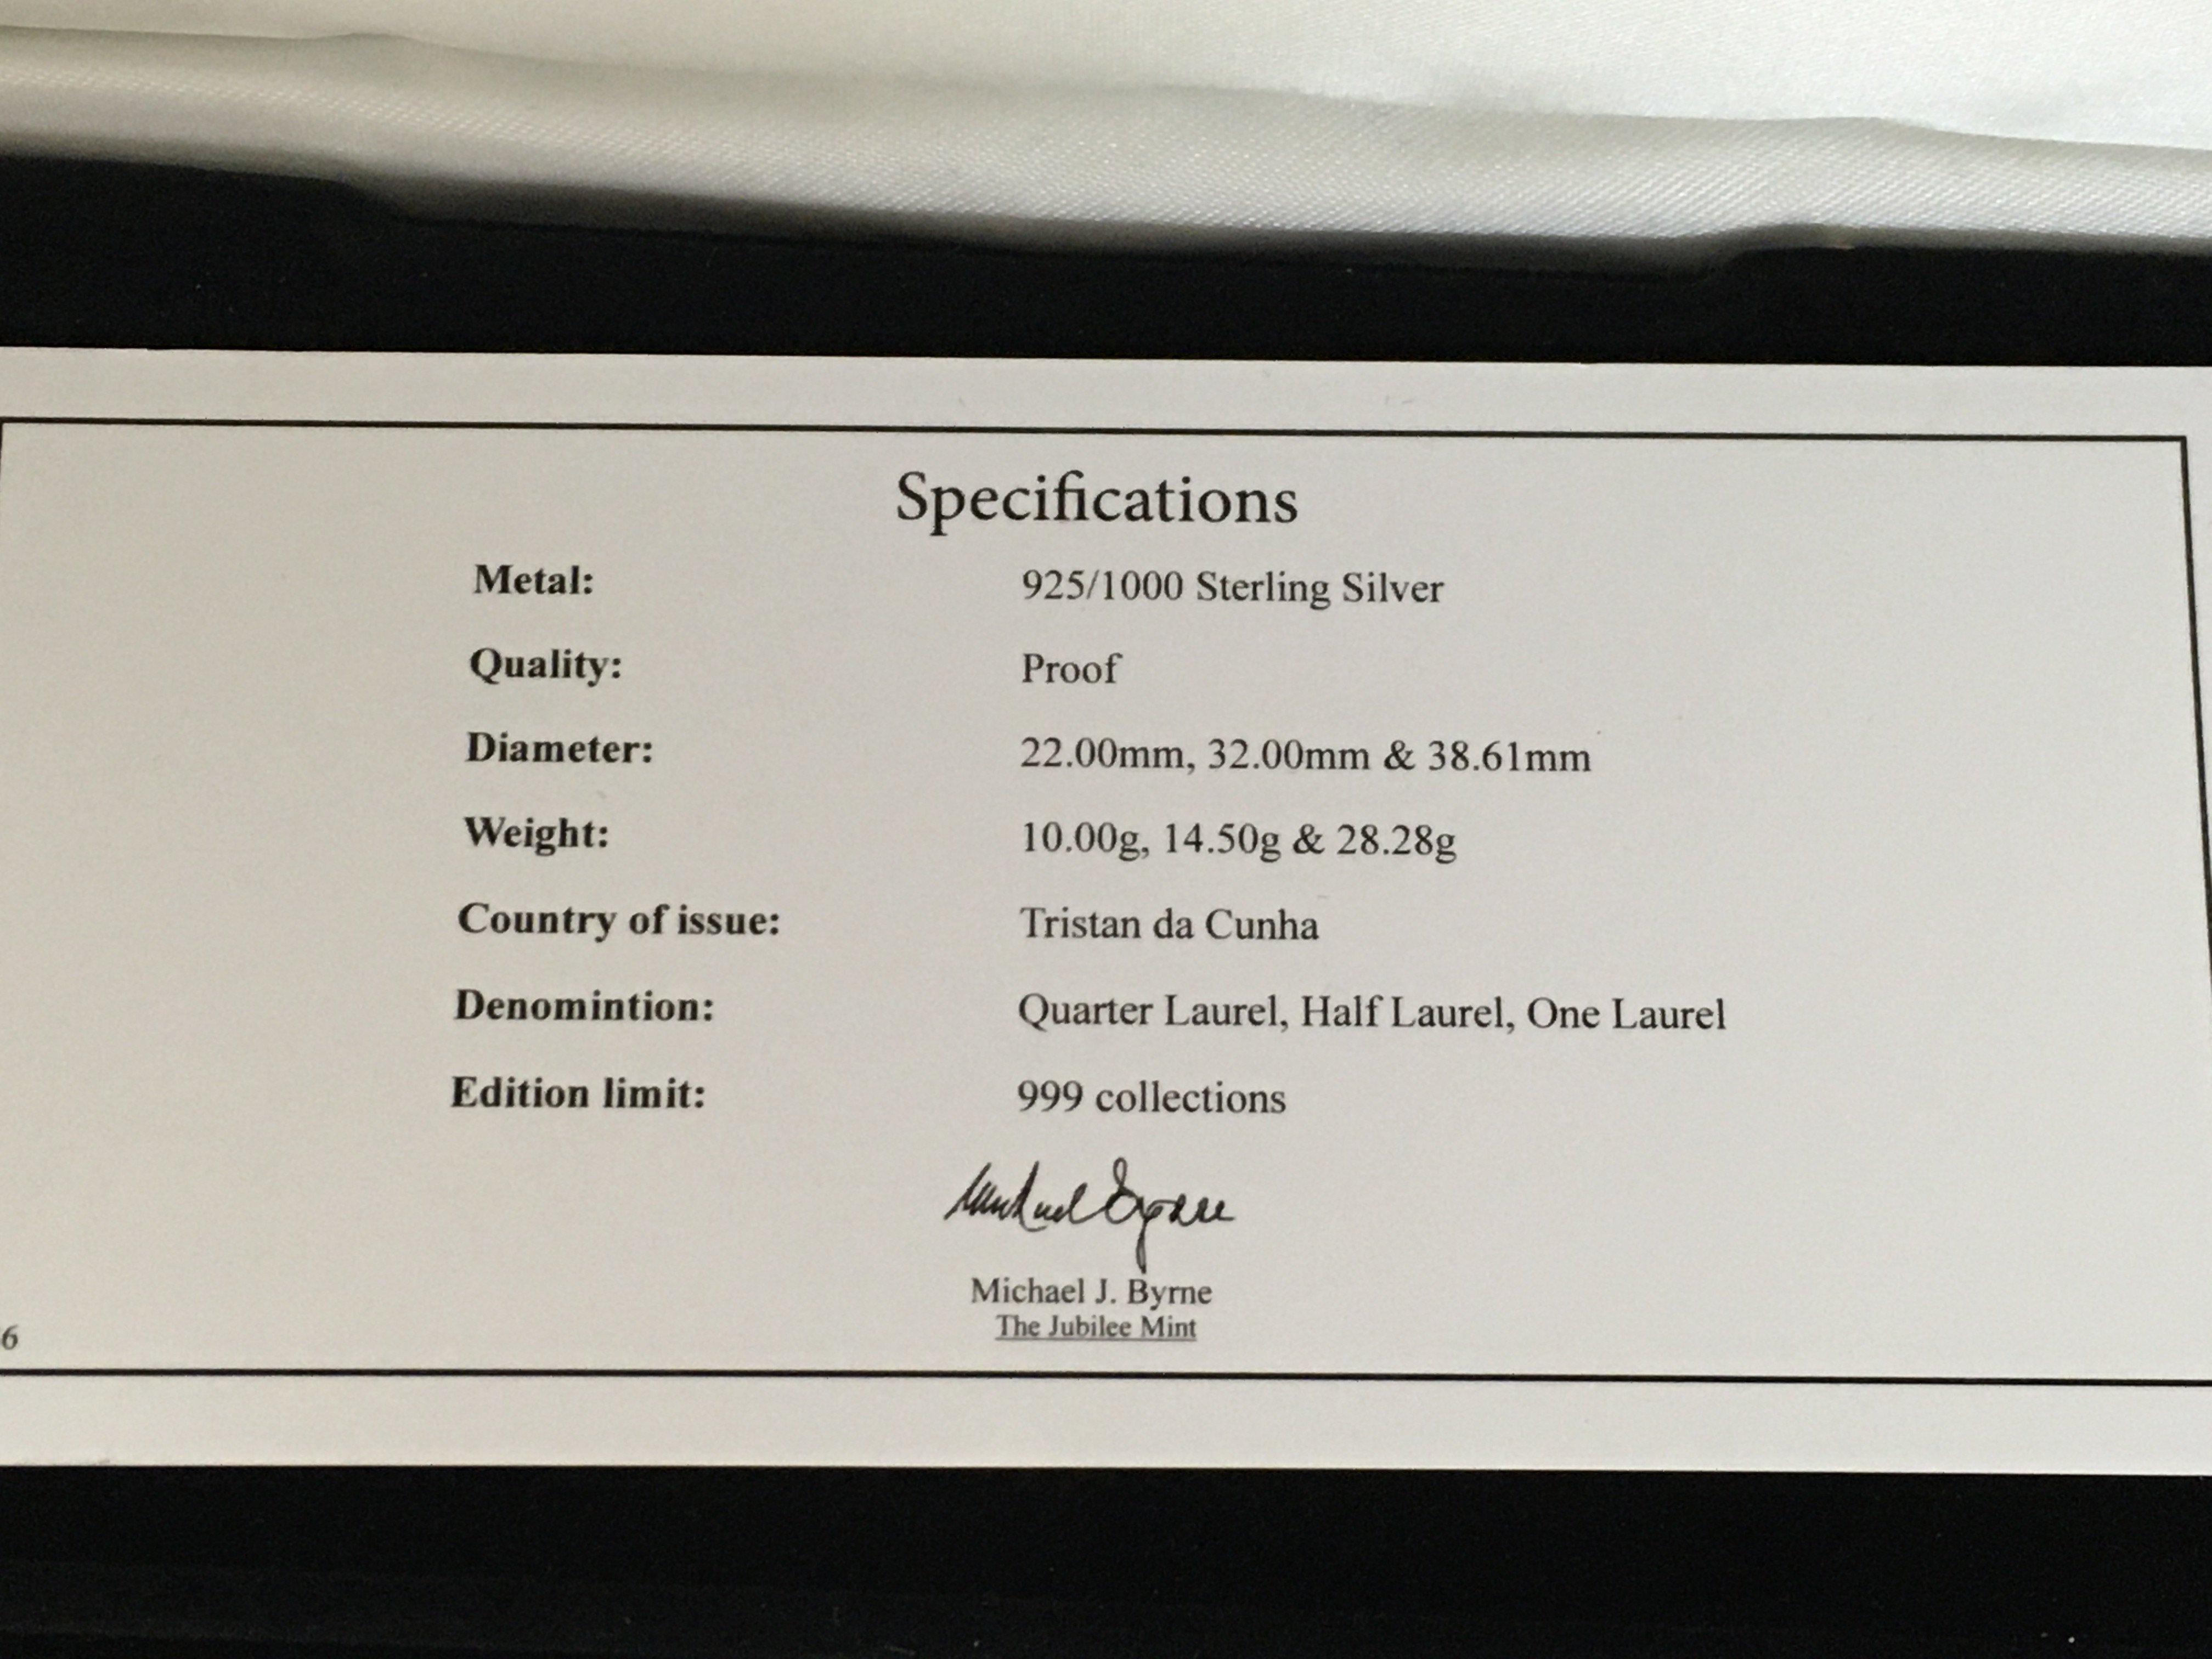 Specifications
Metal: 925/1000 Sterling Silver
Quality: Proof
Diameter: 22.00mm, 32.00mm & 38.61mm
Weight: 10.00g, 14.50g & 28.28g
Country of issue: Tristan da Cunha
Denomintion: Quarter Laurel, Half Laurel, One Laurel
Edition limit: 999 collections
Michael Byrne
Michael J. Byrne
The Jubilee Mint
6